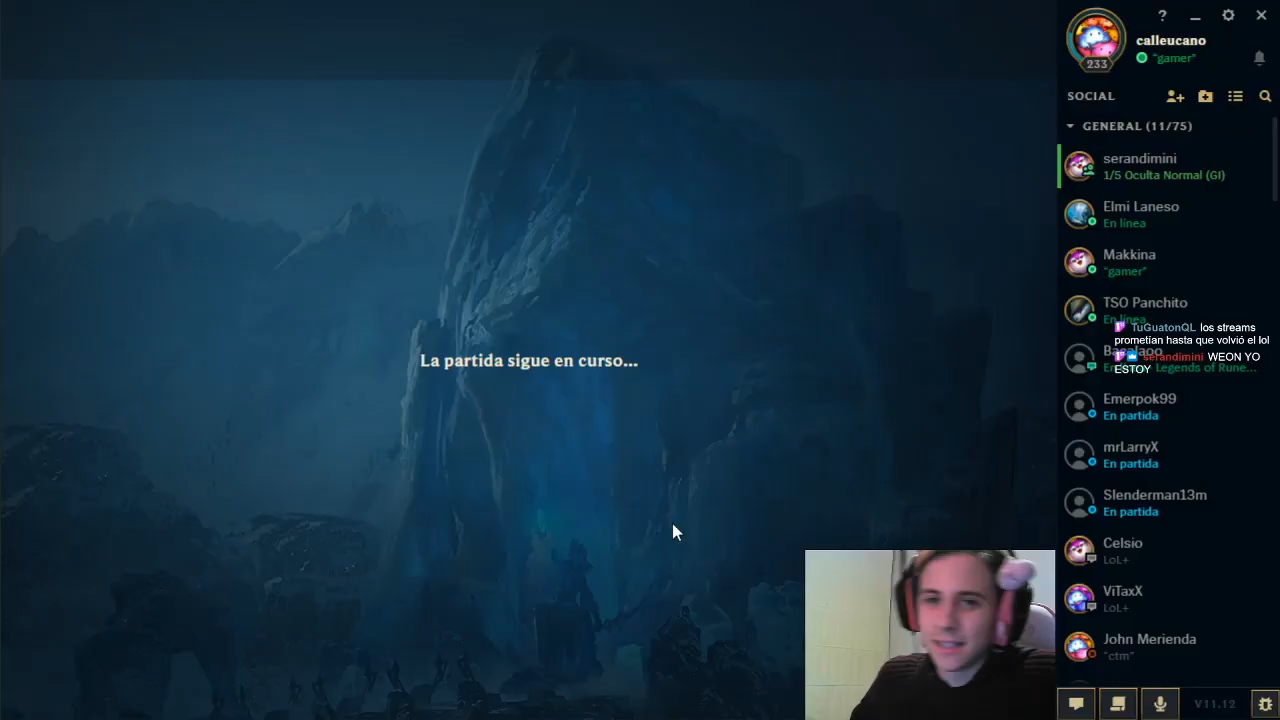 ?
calleucano
"gamer"
233
SOCIAL
GENERAL (11/75)
serandimini
1/5 Oculta Normal (GI)
Elmi Laneso
En línea
Makkina
"gamer"
TSO Panchito
En línea
TuGuatonQL los streams
prometían hasta que volvió el lol
serandimini WEON YO
ESTOY
Legends of Rune...
La partida sigue en curso...
Emerpok99
En partida
mrLarryX
En partida
Slenderman13m
En partida
Celsio
LoL+
ViTaxX
LoL+
John Merienda
"ctm"
V11.12